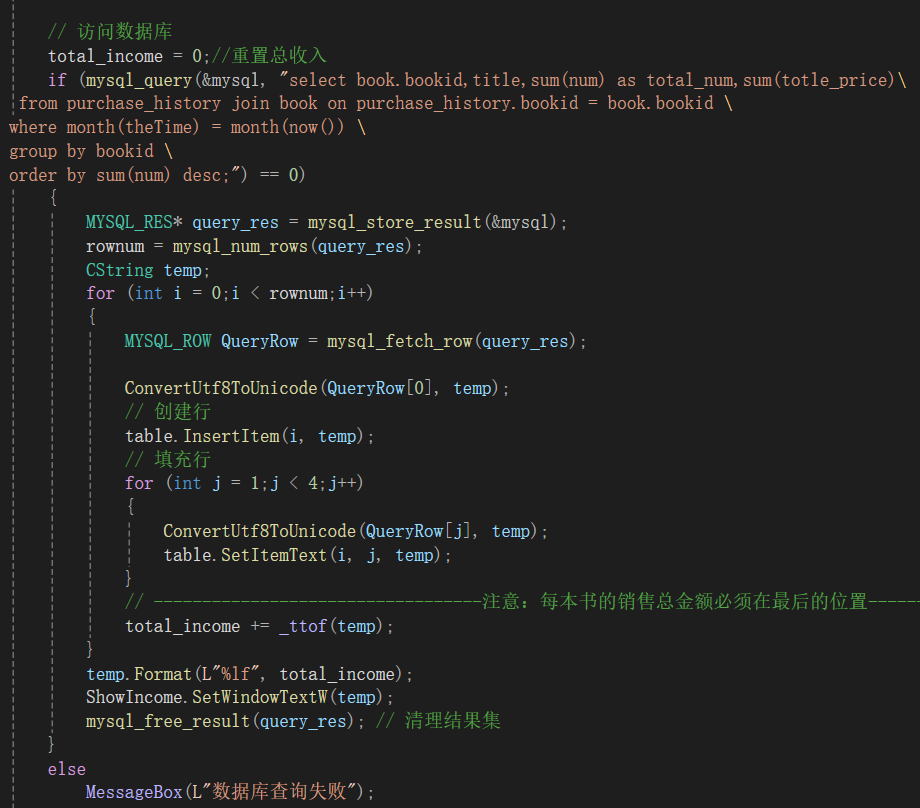 // 访问数据库
total_income = 0;//重置总收入
if (mysql_query(&mysql, "select book.bookid,title,sum(num) as total_num,sum(totle_price)\
from purchase_history join book on purchase_history.bookid = book.bookid \
where month(theTime) = month(now()) \
group by bookid \
order by sum(num) desc;") == 0)
{
MYSQL_RES* query_res = mysql_store_result(&mysql);
rownum = mysql_num_rows(query_res);
CString temp;
for (int i = 0;i < rownum;i++)
{
MYSQL_ROW QueryRow = mysql_fetch_row(query_res);
ConvertUtf8ToUnicode(QueryRow[0], temp);
// 创建行
table.InsertItem(i, temp);
// 填充行
for (int j = 1;j < 4;j++)
{
ConvertUtf8ToUnicode(QueryRow[j], temp);
table.SetItemText(i, j, temp);
}
// ----------------------------------注意：每本书的销售总金额必须在最后的位置------
total_income += _ttof(temp);
}
temp.Format(L"%lf", total_income);
ShowIncome.SetWindowTextW(temp);
mysql_free_result(query_res); // 清理结果集
}
else
MessageBox(L"数据库查询失败");